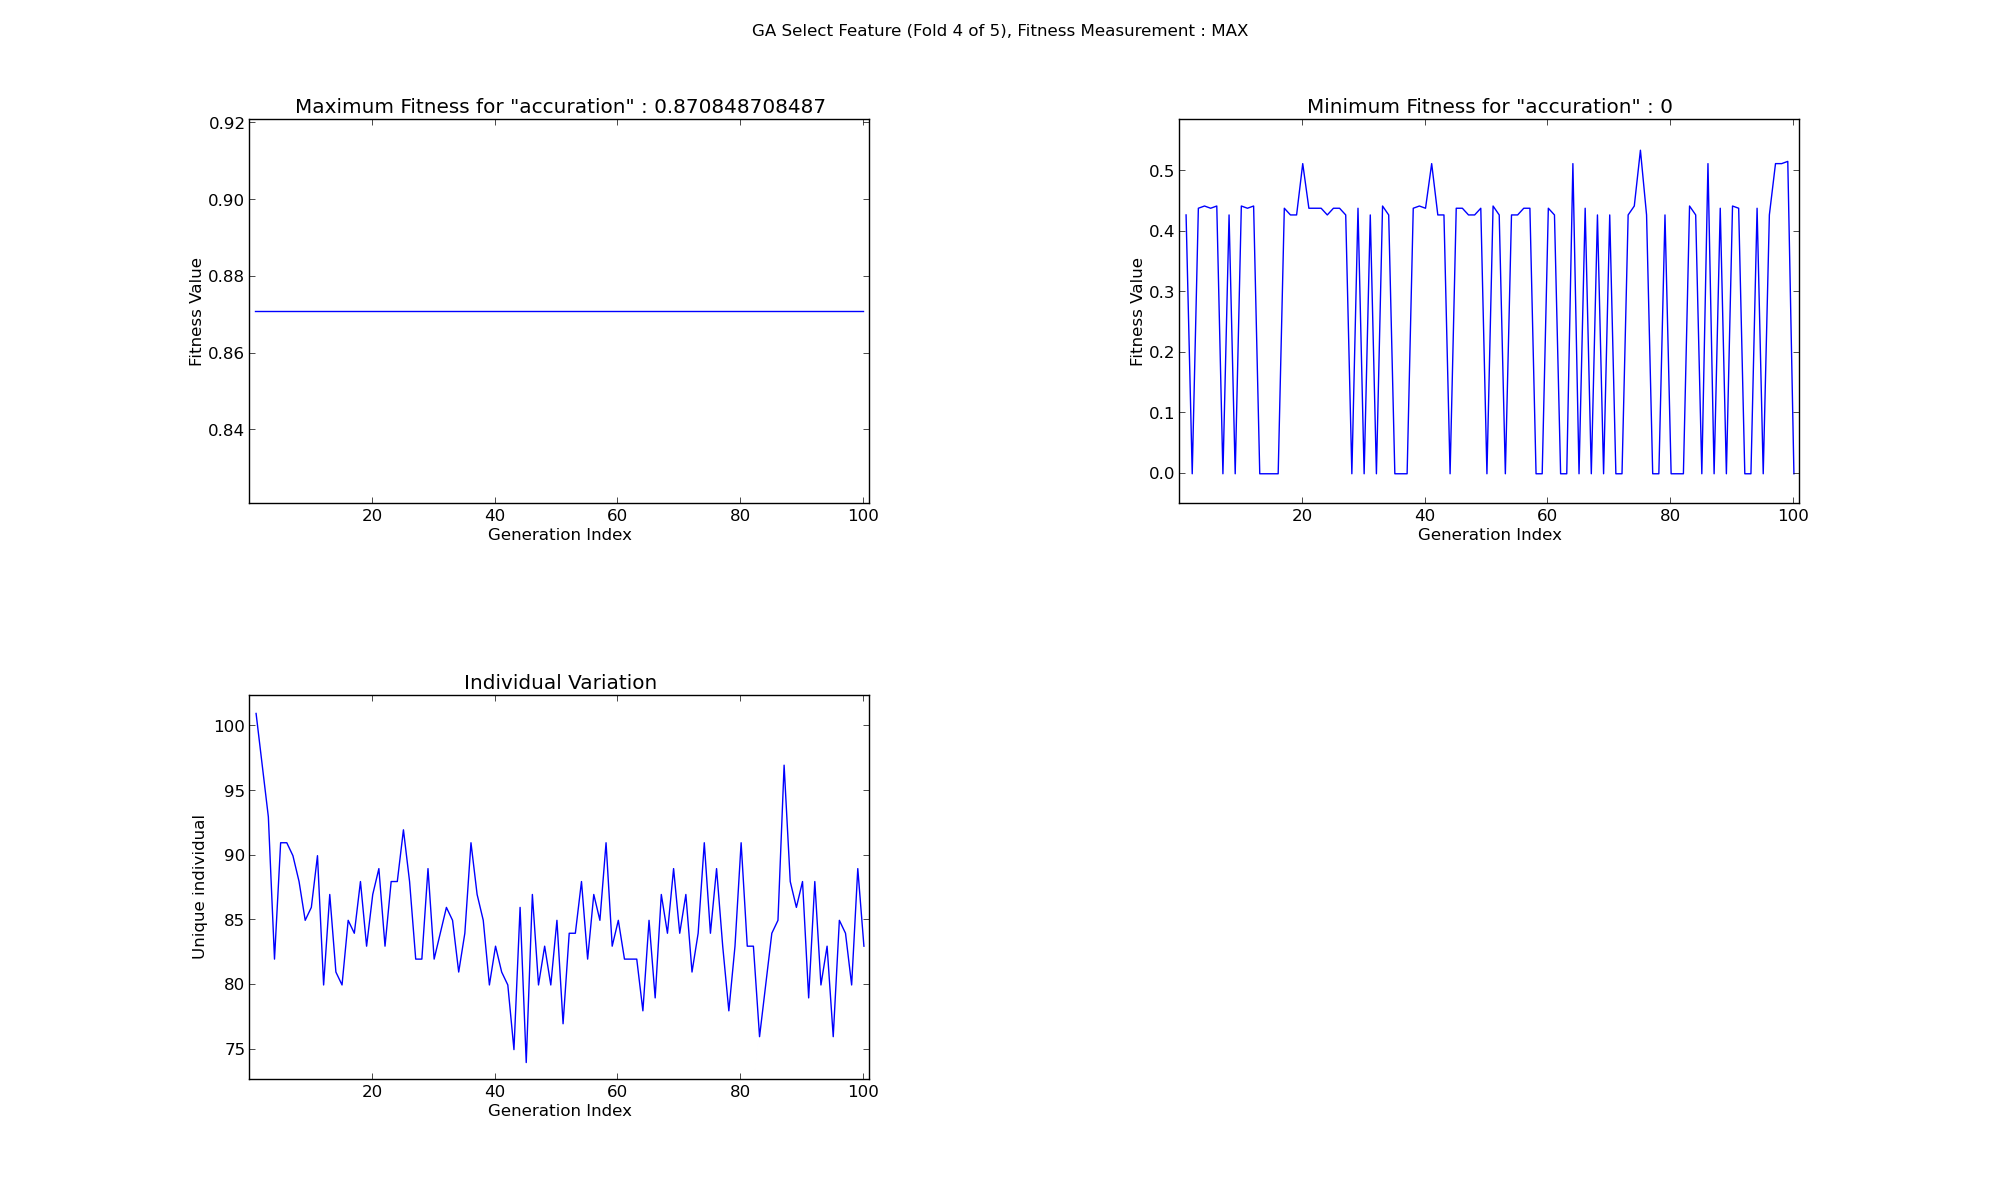 GA Select Feature (Fold 4 of 5), Fitness Measurement : MAX
Maximum Fitness for "accuration" : 0.870848708487
0.92
0.90
0.88
0.86
0.84
Fitness Value
20 40 60 80 100
Generation Index
Minimum Fitness for "accuration" : 0
0.5
0.4
0.3
0.2
0.1
0.0
Fitness Value
20 40 60 80 100
Generation Index
Individual Variation
100
95
90
85
80
75
Unique individual
20 40 60 80 100
Generation Index